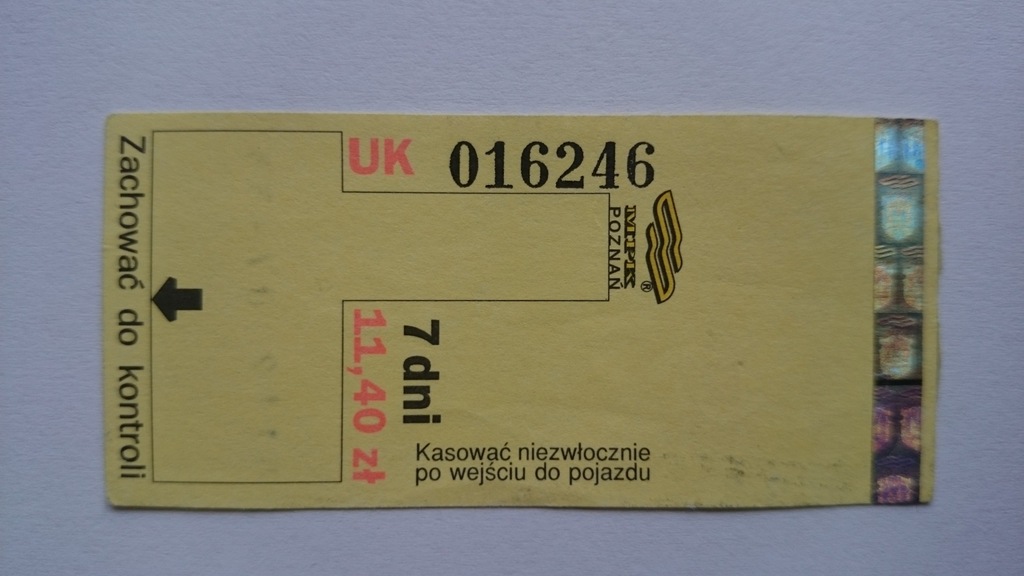 Zachować do kontroli
UK 016246
MPK
POZNAŃ
®
7 dni
11,40 zł
Kasować niezwłocznie
po wejściu do pojazdu